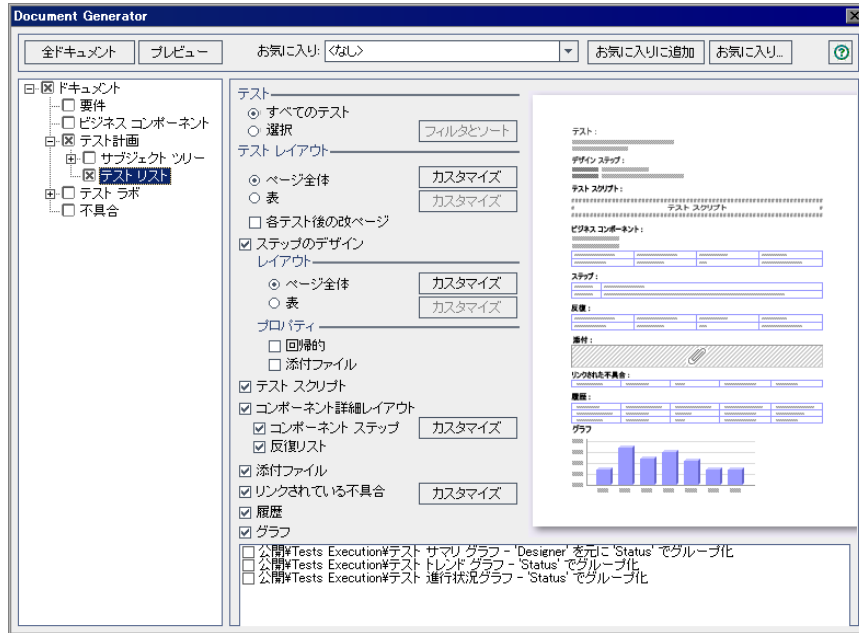 Document Generator
全ドキュメント
プレビュー
お気に入り: <なし>
お気に入りに追加
お気に入り...
ドキュメント
要件
ビジネス コンポーネント
テスト計画
サブジェクト ツリー
テスト リスト
テスト ラボ
不具合
テスト
すべてのテスト
選択
フィルタとソート
テスト レイアウト
ページ全体
カスタマイズ
表
カスタマイズ
各テスト後の改ページ
ステップのデザイン
レイアウト
ページ全体
カスタマイズ
表
カスタマイズ
プロパティ
回帰的
添付ファイル
テスト スクリプト
コンポーネント詳細レイアウト
コンポーネント ステップ
カスタマイズ
反復リスト
添付ファイル
リンクされている不具合
カスタマイズ
履歴
グラフ
テスト:
デザイン ステップ:
テスト スクリプト:
テスト スクリプト
ビジネス コンポーネント:
ステップ:
反復:
添付:
リンクされた不具合:
履歴:
グラフ
公開¥Tests Execution¥テスト サマリ グラフ - 'Designer' を元に 'Status' でグループ化
公開¥Tests Execution¥テスト トレンド グラフ - 'Status' でグループ化
公開¥Tests Execution¥テスト 進行状況グラフ - 'Status' でグループ化